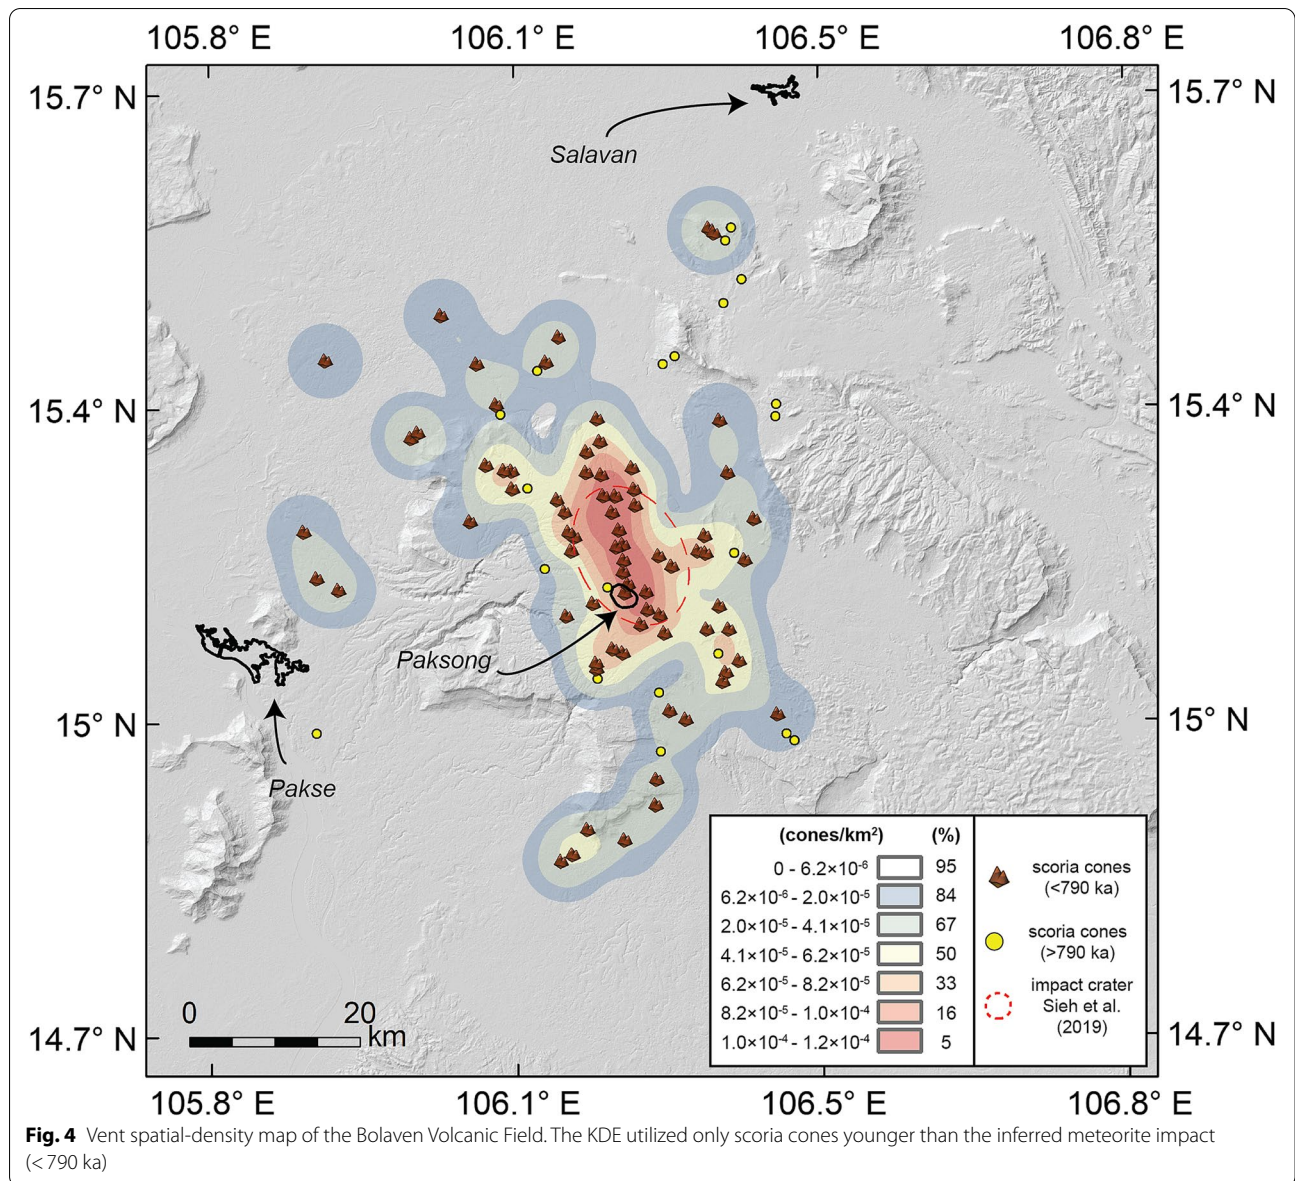 105.8° E 106.1° E 106.5° E 106.8° E
15.7° N 15.7° N
Salavan
15.4° N 15.4° N
Paksong
15° N 15° N
Pakse
(cones/km²) (%)
0 - 6.2×10⁻⁶ 95
6.2×10⁻⁶ - 2.0×10⁻⁵ 84
2.0×10⁻⁵ - 4.1×10⁻⁵ 67
4.1×10⁻⁵ - 6.2×10⁻⁵ 50
6.2×10⁻⁵ - 8.2×10⁻⁵ 33
8.2×10⁻⁵ - 1.0×10⁻⁴ 16
1.0×10⁻⁴ - 1.2×10⁻⁴ 5
scoria cones
(<790 ka)
scoria cones
(>790 ka)
impact crater
Sieh et al.
(2019)
0 20
km
14.7° N 14.7° N
105.8° E 106.1° E 106.5° E 106.8° E
Fig. 4 Vent spatial-density map of the Bolaven Volcanic Field. The KDE utilized only scoria cones younger than the inferred meteorite impact
(< 790 ka)